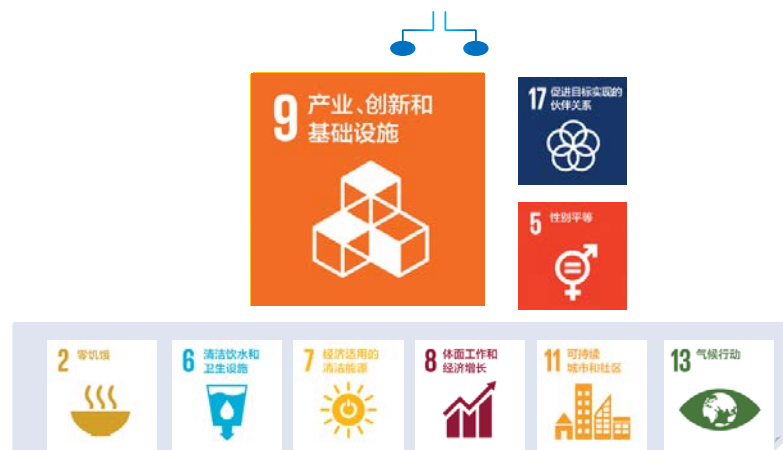 9 产业、创新和
基础设施
17 促进目标实现的
伙伴关系
5 性别平等
2 零饥饿
6 清洁饮水和
卫生设施
7 经济适用的
清洁能源
8 体面工作和
经济增长
11 可持续
城市和社区
13 气候行动